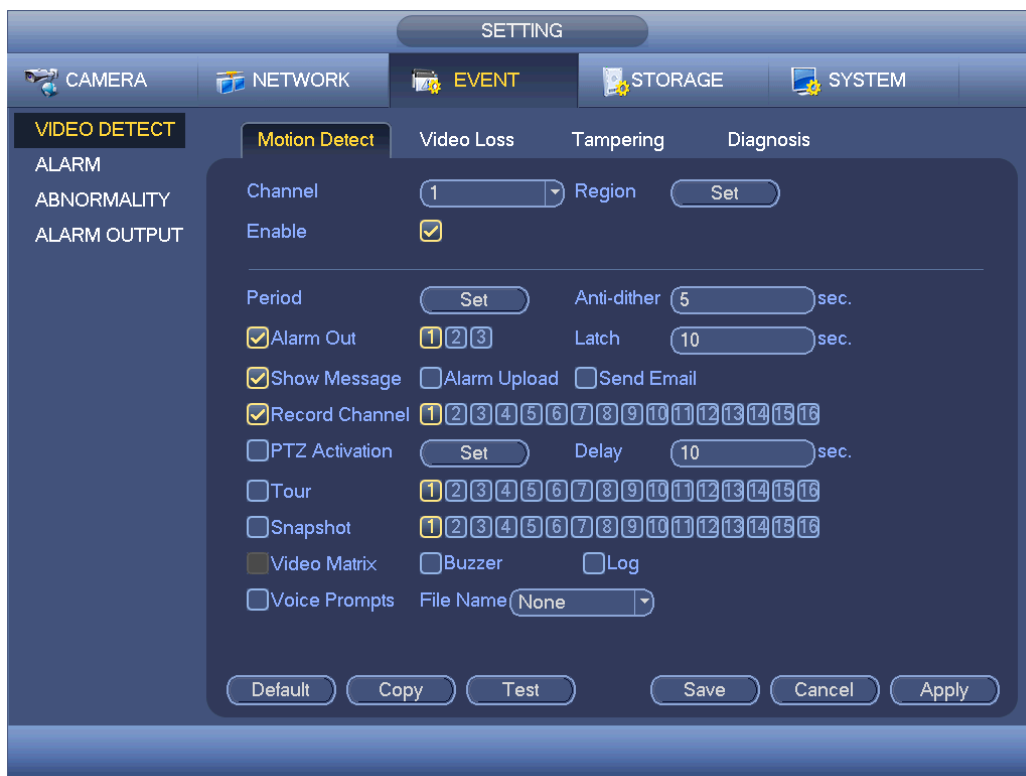 SETTING
CAMERA NETWORK EVENT STORAGE SYSTEM
VIDEO DETECT
ALARM
ABNORMALITY
ALARM OUTPUT
Motion Detect Video Loss Tampering Diagnosis
Channel 1 Region Set
Enable
Period Set Anti-dither 5 sec.
Alarm Out 1 2 3 Latch 10 sec.
Show Message Alarm Upload Send Email
Record Channel 1 2 3 4 5 6 7 8 9 10 11 12 13 14 15 16
PTZ Activation Set Delay 10 sec.
Tour 1 2 3 4 5 6 7 8 9 10 11 12 13 14 15 16
Snapshot 1 2 3 4 5 6 7 8 9 10 11 12 13 14 15 16
Video Matrix Buzzer Log
Voice Prompts File Name None
Default Copy Test Save Cancel Apply